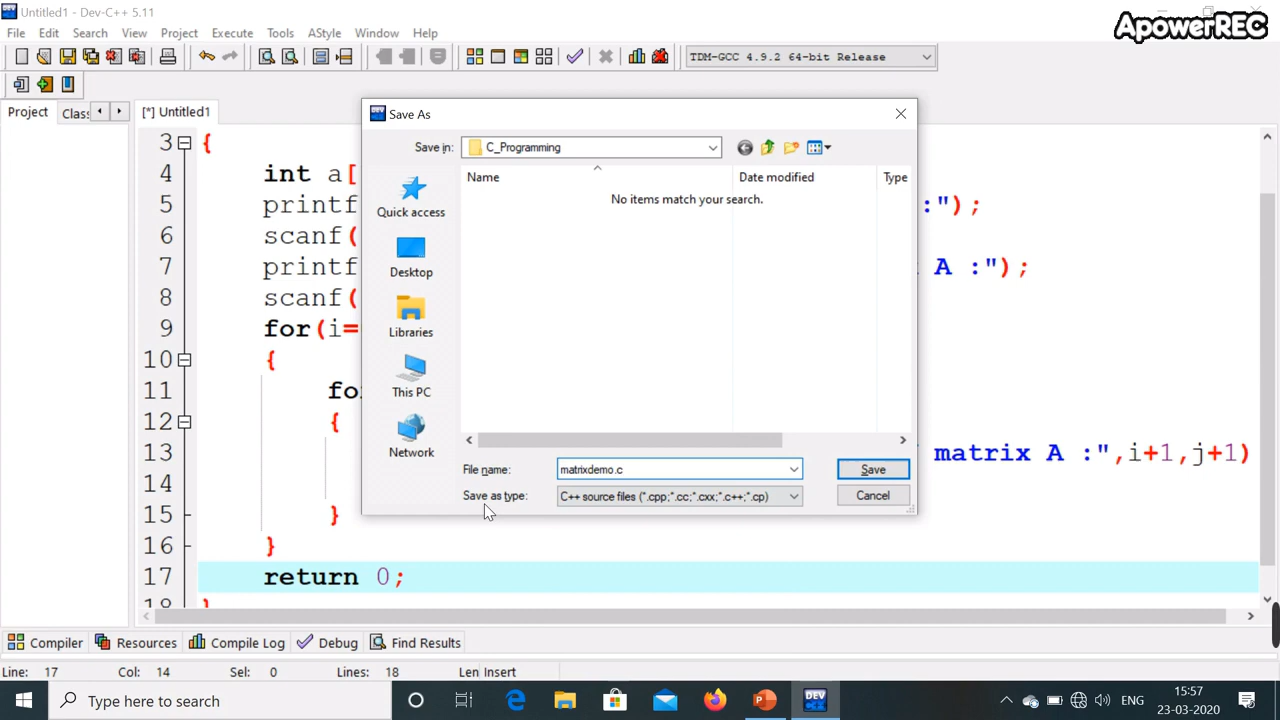 Untitled1 - Dev-C++ 5.11
ApowerREC
File Edit Search View Project Execute Tools AStyle Window Help
TDM-GCC 4.9.2 64-bit Release
Project Clas [*] Untitled1
Save As
Save in: C_Programming
Name Date modified Type
No items match your search.
Quick access
Desktop
Libraries
This PC
Network
File name: matrixdemo.c Save
Save as type: C++ source files (*.cpp;*.cc;*.cxx;*.c++;*.cp) Cancel
3 {
4 int a[
5 printf :");
6 scanf(
7 printf A :");
8 scanf(
9 for(i=
10 {
11 fo
12 {
13 matrix A :",i+1,j+1)
14
15 }
16 }
17 return 0;
18 }
Compiler Resources Compile Log Debug Find Results
Line: 17 Col: 14 Sel: 0 Lines: 18 Len Insert
Type here to search
DEV
ENG
15:57
23-03-2020